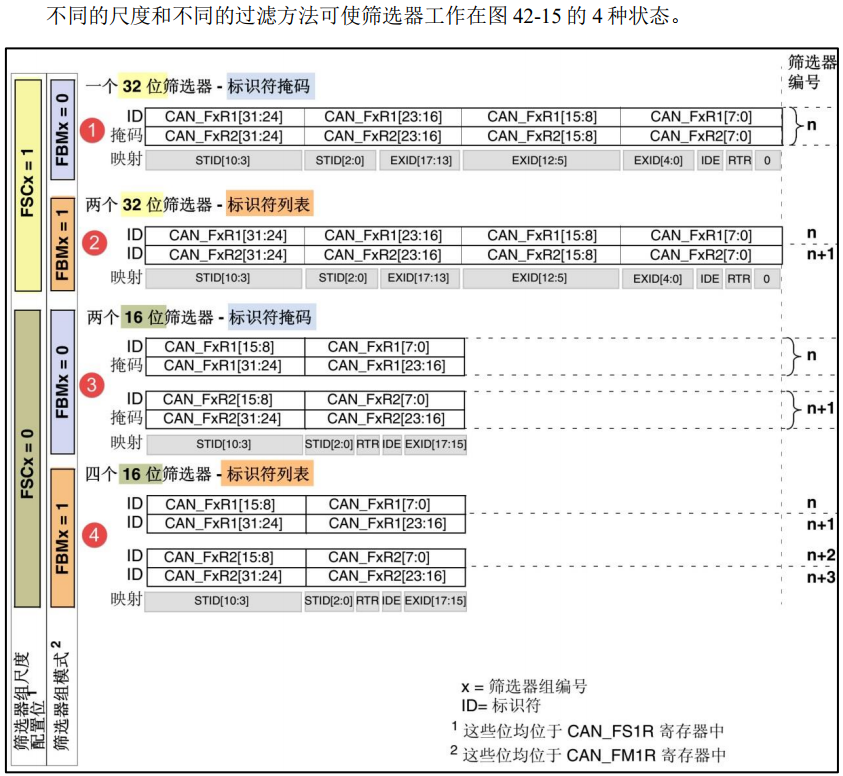 不同的尺度和不同的过滤方法可使筛选器工作在图 42-15 的 4 种状态。
筛选器
编号
FSCx = 1
FBMx = 0
一个 32 位筛选器 - 标识符掩码
1
ID CAN_FxR1[31:24] CAN_FxR1[23:16] CAN_FxR1[15:8] CAN_FxR1[7:0]
掩码 CAN_FxR2[31:24] CAN_FxR2[23:16] CAN_FxR2[15:8] CAN_FxR2[7:0]
n
映射 STID[10:3] STID[2:0] EXID[17:13] EXID[12:5] EXID[4:0] IDE RTR 0
FBMx = 1
两个 32 位筛选器 - 标识符列表
2
ID CAN_FxR1[31:24] CAN_FxR1[23:16] CAN_FxR1[15:8] CAN_FxR1[7:0] n
ID CAN_FxR2[31:24] CAN_FxR2[23:16] CAN_FxR2[15:8] CAN_FxR2[7:0] n+1
映射 STID[10:3] STID[2:0] EXID[17:13] EXID[12:5] EXID[4:0] IDE RTR 0
FSCx = 0
FBMx = 0
两个 16 位筛选器 - 标识符掩码
3
ID CAN_FxR1[15:8] CAN_FxR1[7:0]
掩码 CAN_FxR1[31:24] CAN_FxR1[23:16]
n
ID CAN_FxR2[15:8] CAN_FxR2[7:0]
掩码 CAN_FxR2[31:24] CAN_FxR2[23:16]
n+1
映射 STID[10:3] STID[2:0] RTR IDE EXID[17:15]
FBMx = 1
四个 16 位筛选器 - 标识符列表
4
ID CAN_FxR1[15:8] CAN_FxR1[7:0] n
ID CAN_FxR1[31:24] CAN_FxR1[23:16] n+1
ID CAN_FxR2[15:8] CAN_FxR2[7:0] n+2
ID CAN_FxR2[31:24] CAN_FxR2[23:16] n+3
映射 STID[10:3] STID[2:0] RTR IDE EXID[17:15]
筛选器组尺度
配置位 1
筛选器组模式 2
x = 筛选器组编号
ID= 标识符
1 这些位均位于 CAN_FS1R 寄存器中
2 这些位均位于 CAN_FM1R 寄存器中